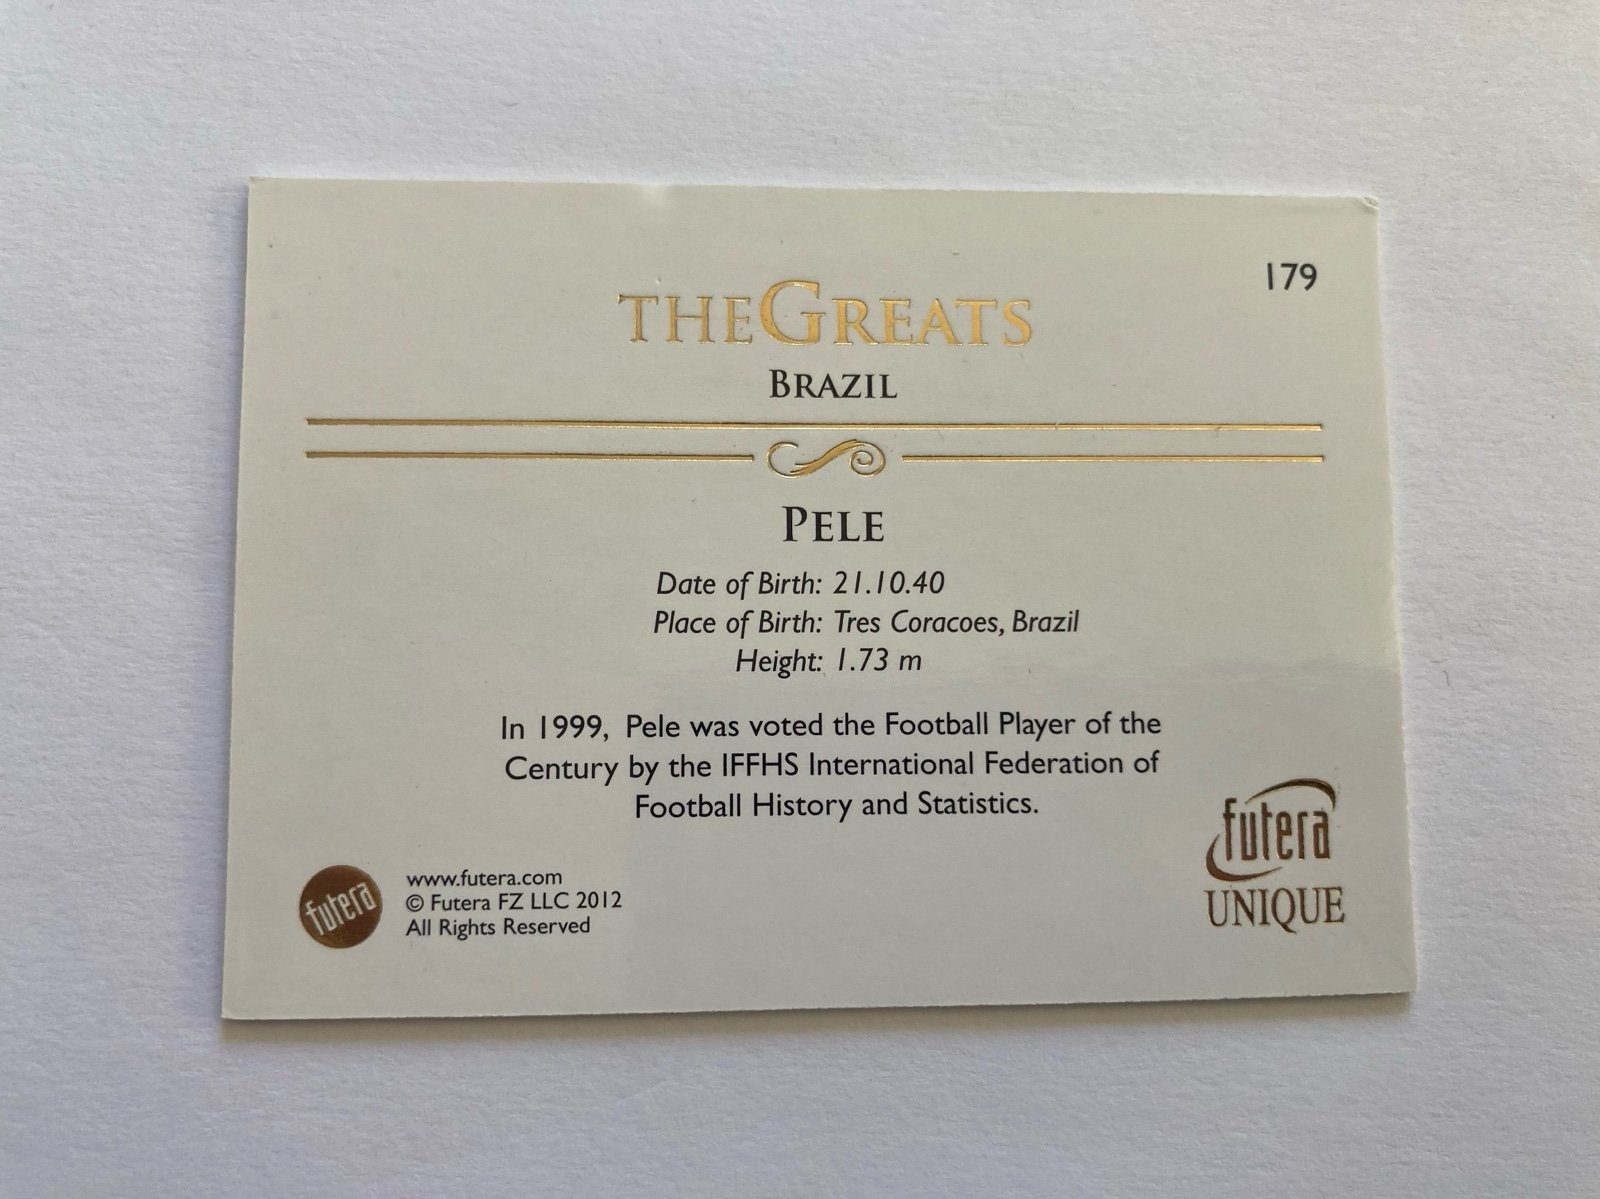 179
THEGREATS
BRAZIL
PELE
Date of Birth: 21.10.40
Place of Birth: Tres Coracoes, Brazil
Height: 1.73 m
In 1999, Pele was voted the Football Player of the
Century by the IFFHS International Federation of
Football History and Statistics.
futera
UNIQUE
futera
www.futera.com
© Futera FZ LLC 2012
All Rights Reserved